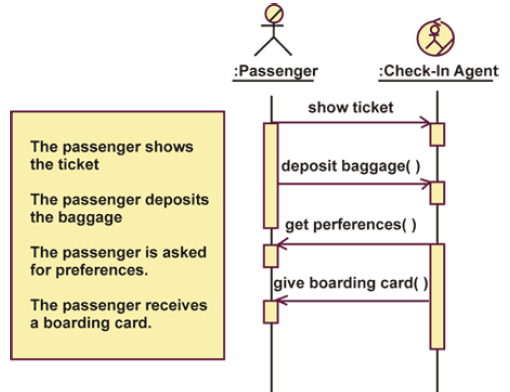 :Passenger
:Check-In Agent
show ticket
deposit baggage( )
get perferences( )
give boarding card( )
The passenger shows
the ticket
The passenger deposits
the baggage
The passenger is asked
for preferences.
The passenger receives
a boarding card.